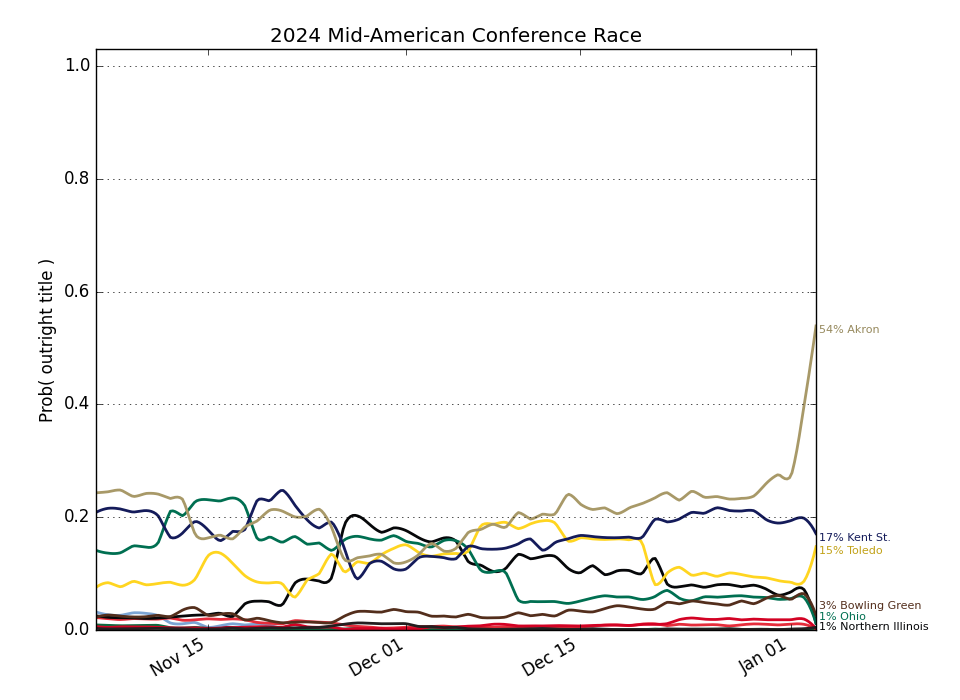 2024 Mid-American Conference Race
Prob( outright title )
1.0
0.8
0.6
0.4
0.2
0.0
54% Akron
17% Kent St.
15% Toledo
3% Bowling Green
1% Ohio
1% Northern Illinois
Nov 15
Dec 01
Dec 15
Jan 01